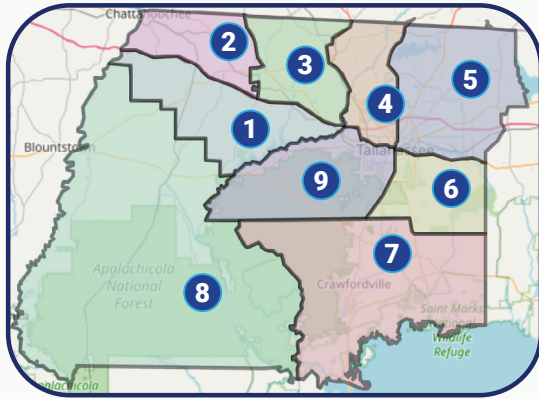 Chattahoochee
2
3
5
4
1
Blountstown
Tallahassee
9
6
7
Apalachicola
National
Forest
8
Crawfordville
Saint Marks
National
Wildlife
Refuge
Apalachicola